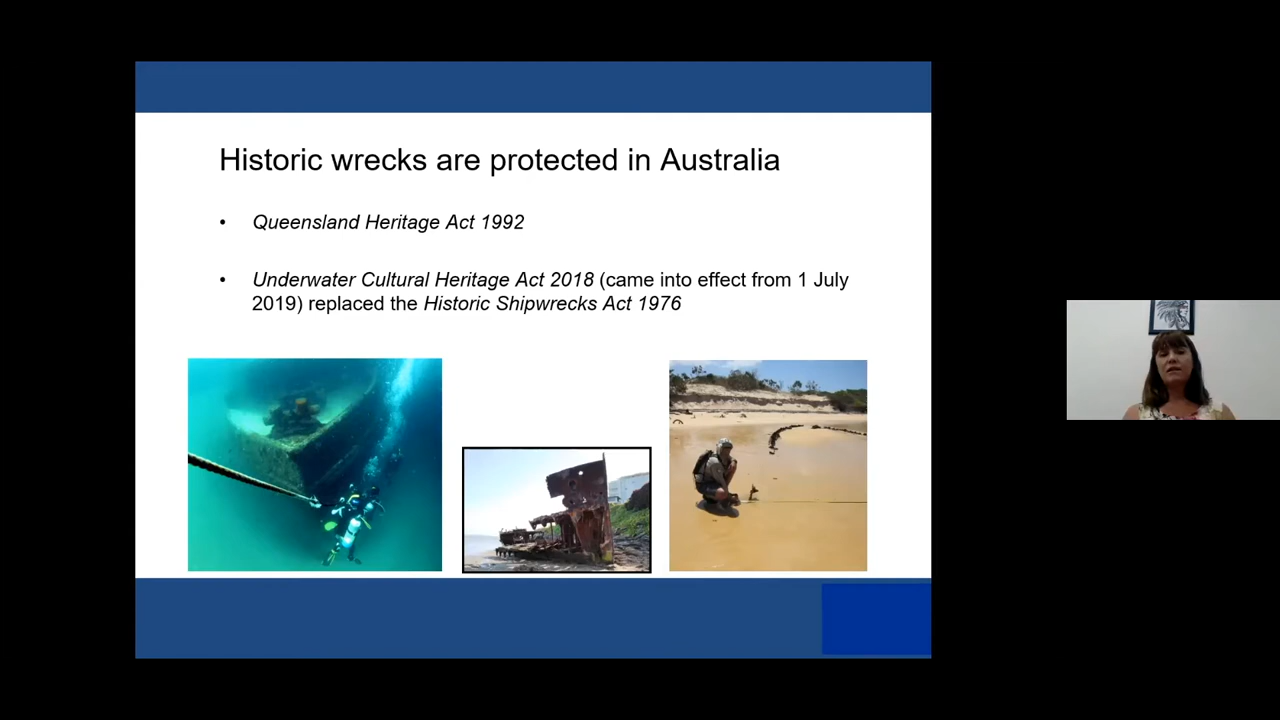 Historic wrecks are protected in Australia
• Queensland Heritage Act 1992
• Underwater Cultural Heritage Act 2018 (came into effect from 1 July
2019) replaced the Historic Shipwrecks Act 1976